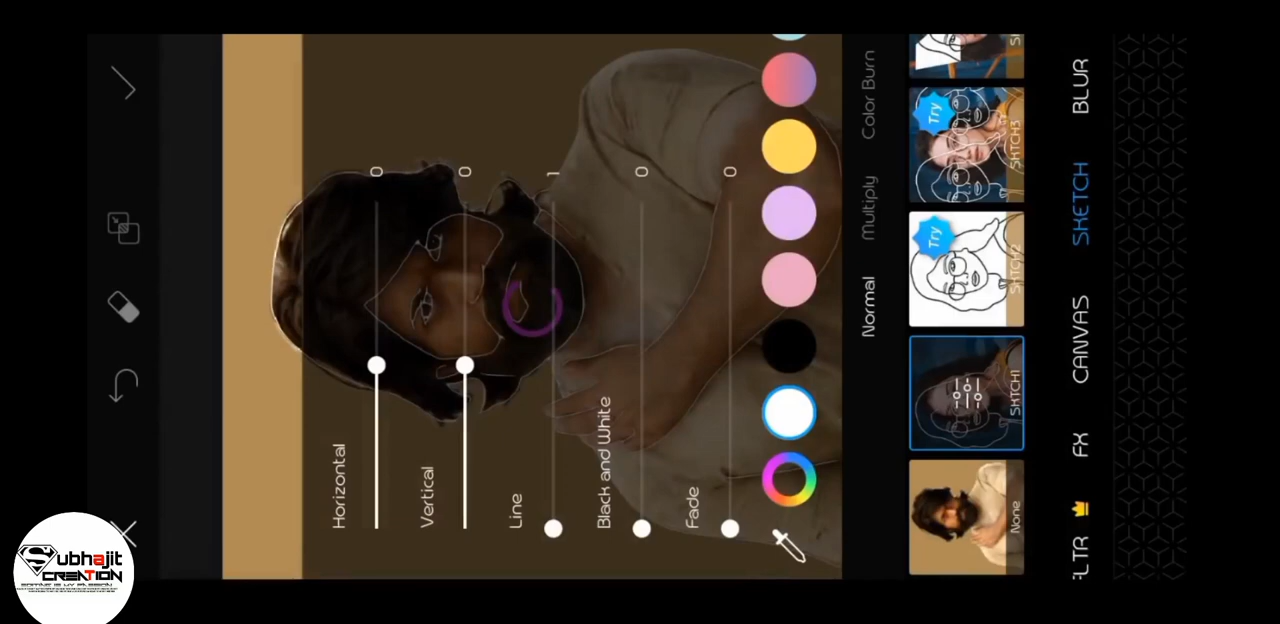 Horizontal 0
Vertical 0
Line 1
Black and White 0
Fade 0
Normal Multiply Color Burn
None
SKTCH1
SKTCH2
Try
SKTCH3
Try
FX CANVAS SKETCH BLUR
Subhajit
CREATION